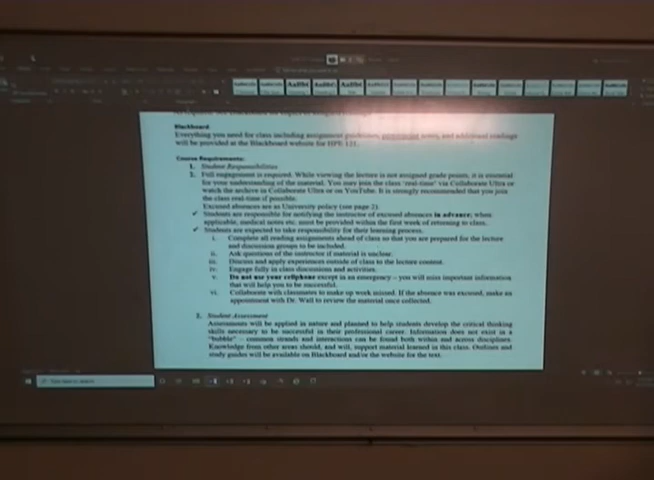 Blackboard
Everything you need for class including assignment guidelines, powerpoint notes, and additional readings
will be provided at the Blackboard website for HPE 121.
Course Requirements:
1. Student Responsibilities
2. Full engagement is required. While viewing the lecture is not assigned grade points, it is essential
for your understanding of the material. You may join the class 'real-time' via Collaborate Ultra or
watch the archive in Collaborate Ultra or on YouTube. It is strongly recommended that you join
the class real-time if possible.
Excused absences are as University policy (see page 2).
✓ Students are responsible for notifying the instructor of excused absences in advance; when
applicable, medical notes etc. must be provided within the first week of returning to class.
✓ Students are expected to take responsibility for their learning process.
i. Complete all reading assignments ahead of class so that you are prepared for the lecture
and discussion groups to be included.
ii. Ask questions of the instructor if material is unclear.
iii. Discuss and apply experiences outside of class to the lecture content.
iv. Engage fully in class discussions and activities.
v. Do not use your cellphone except in an emergency – you will miss important information
that will help you to be successful.
vi. Collaborate with classmates to make up work missed. If the absence was excused, make an
appointment with Dr. Wall to review the material once collected.
2. Student Assessment
Assessments will be applied in nature and planned to help students develop the critical thinking
skills necessary to be successful in their professional career. Information does not exist in a
"bubble" – common strands and interactions can be found both within and across disciplines.
Knowledge from other areas should, and will, support material learned in this class. Outlines and
study guides will be available on Blackboard and/or the website for the text.